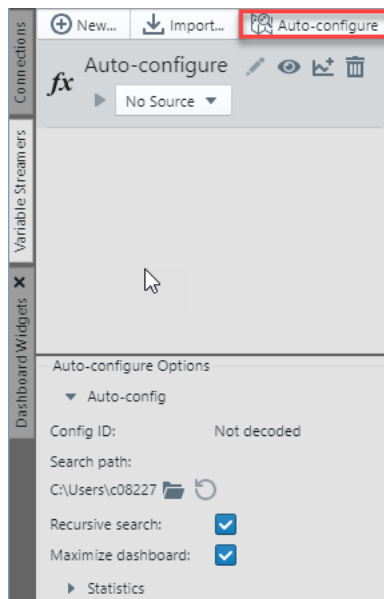 Connections
Variable Streamers
Dashboard Widgets
New... Import... Auto-configure
fx Auto-configure
No Source
Auto-configure Options
Auto-config
Config ID: Not decoded
Search path:
C:\Users\c08227
Recursive search:
Maximize dashboard:
Statistics